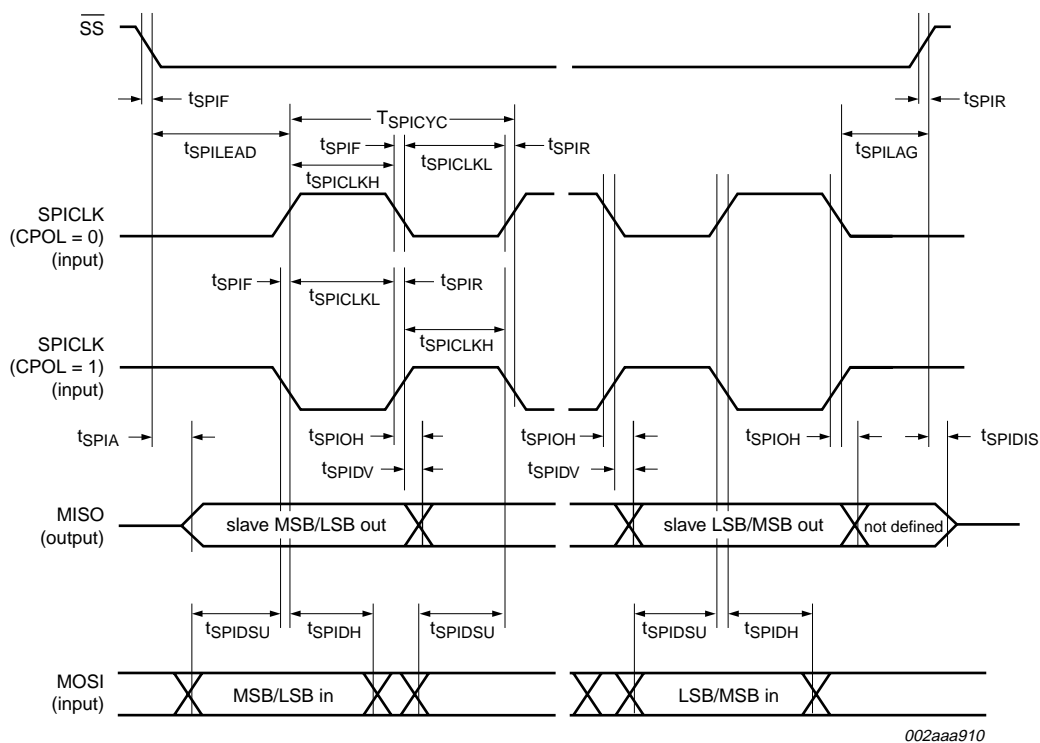 SS
tSPIF
tSPIR
TSPICYC
tSPILEAD
tSPIF
tSPICLKL
tSPIR
tSPILAG
tSPICLKH
SPICLK
(CPOL = 0)
(input)
tSPIF
tSPICLKL
tSPIR
tSPICLKH
SPICLK
(CPOL = 1)
(input)
tSPIA
tSPIOH
tSPIOH
tSPIOH
tSPIDIS
tSPIDV
tSPIDV
MISO
(output)
slave MSB/LSB out
slave LSB/MSB out
not defined
tSPIDSU
tSPIDH
tSPIDSU
tSPIDSU
tSPIDH
MOSI
(input)
MSB/LSB in
LSB/MSB in
002aaa910